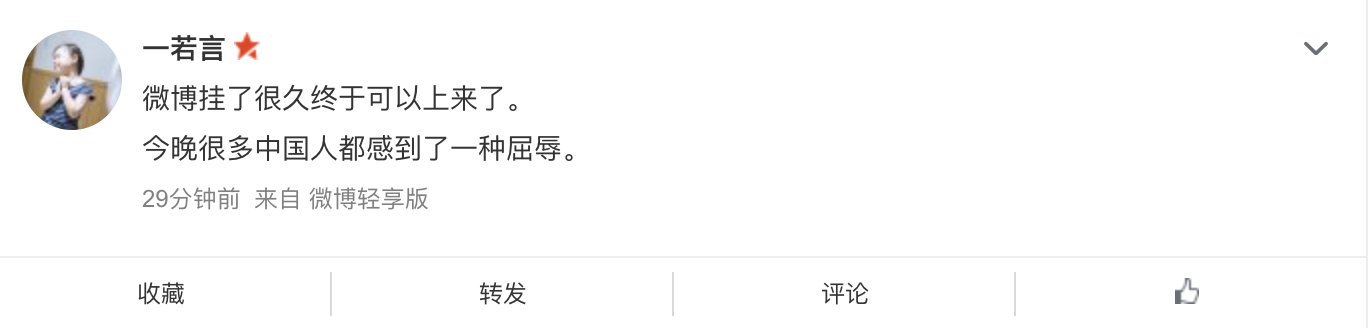 一若言
微博挂了很久终于可以上来了。
今晚很多中国人都感到了一种屈辱。
29分钟前 来自 微博轻享版
收藏 转发 评论